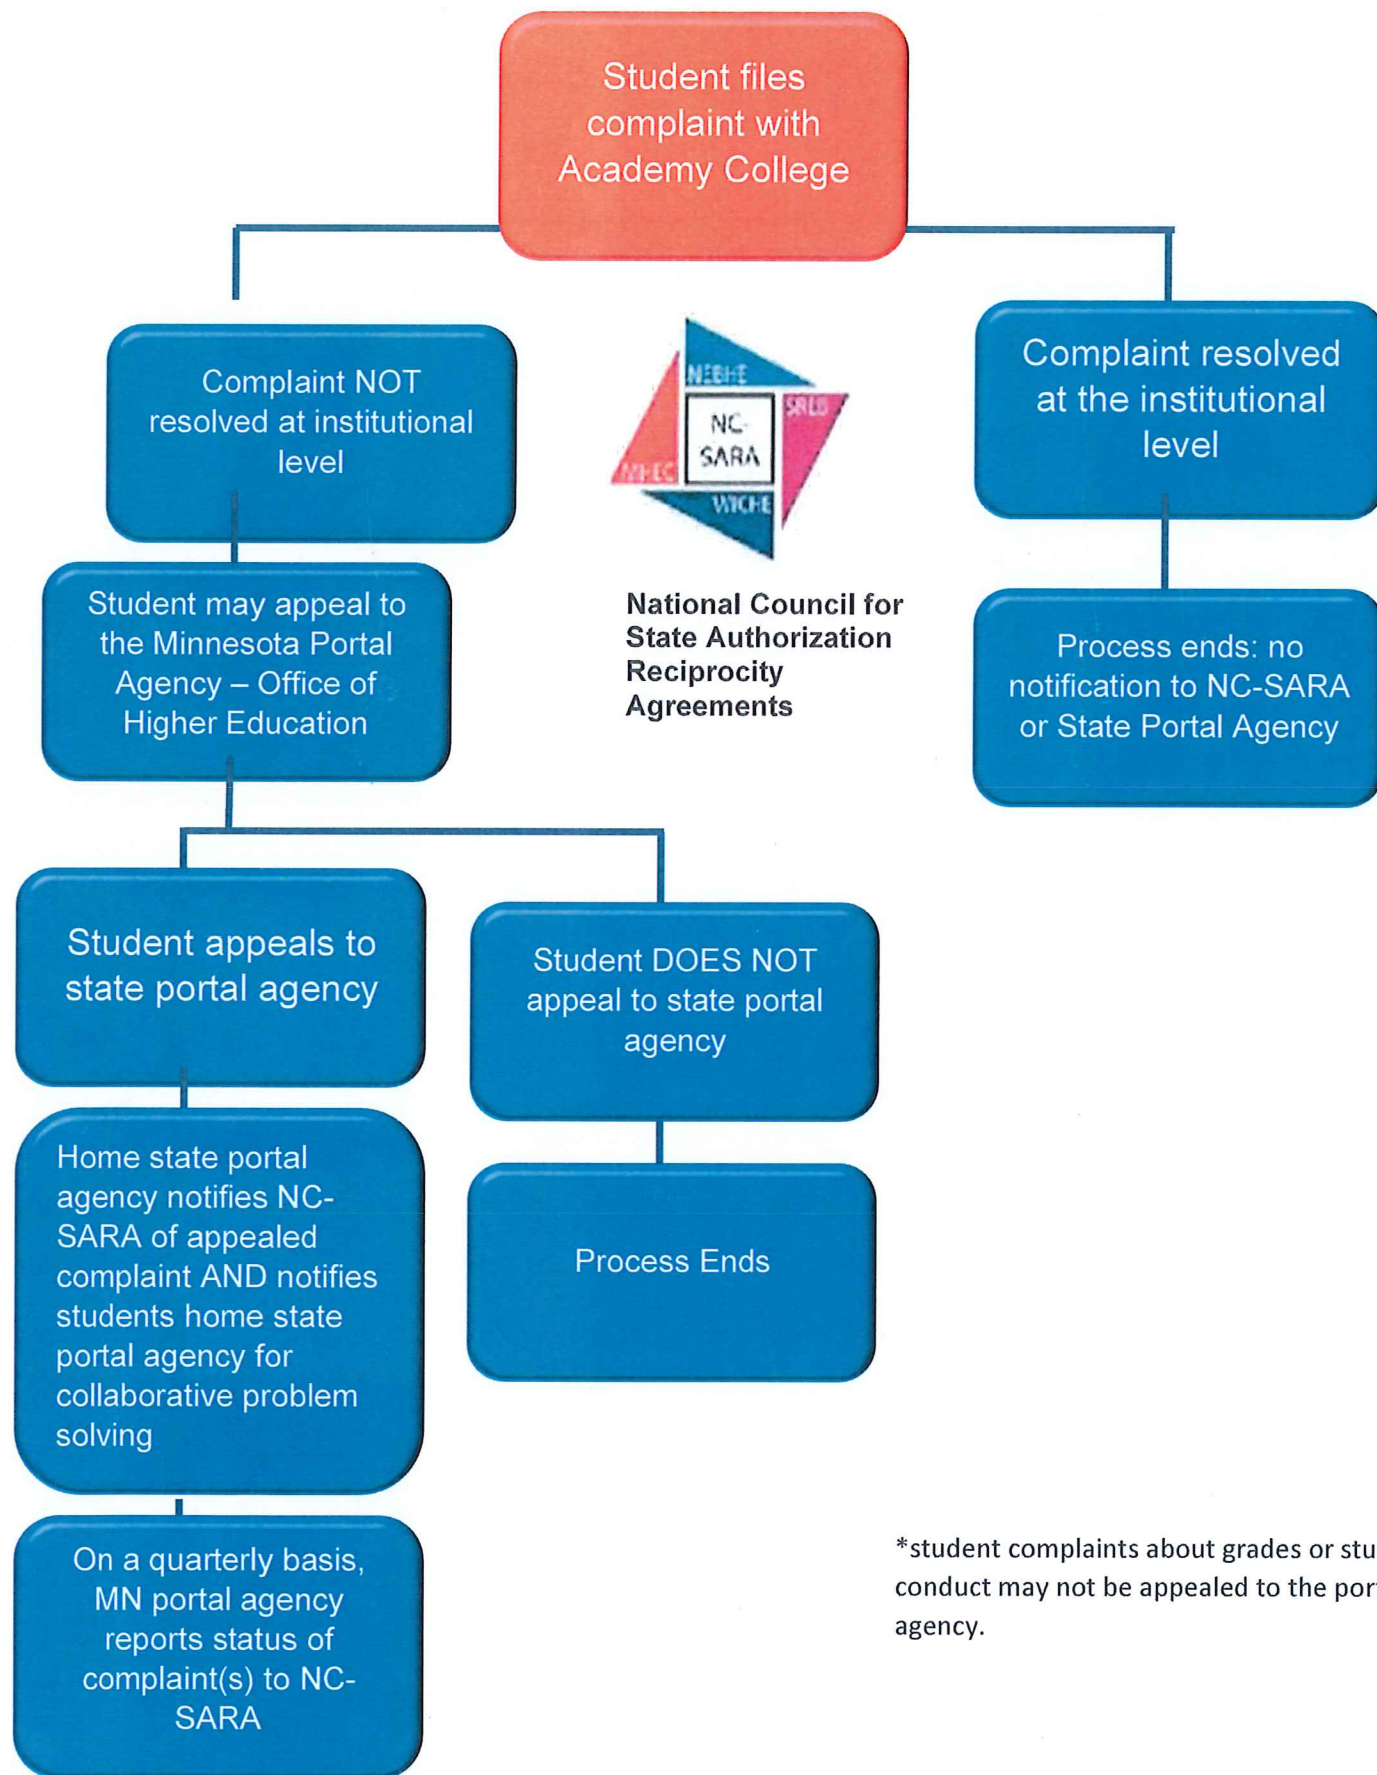 Student files
complaint with
Academy College
Complaint NOT
resolved at institutional
level
NEBHE
SREB
NC-
SARA
MHEC
WICHE
Complaint resolved
at the institutional
level
Student may appeal to
the Minnesota Portal
Agency – Office of
Higher Education
National Council for
State Authorization
Reciprocity
Agreements
Process ends: no
notification to NC-SARA
or State Portal Agency
Student appeals to
state portal agency
Student DOES NOT
appeal to state portal
agency
Home state portal
agency notifies NC-
SARA of appealed
complaint AND notifies
students home state
portal agency for
collaborative problem
solving
Process Ends
On a quarterly basis,
MN portal agency
reports status of
complaint(s) to NC-
SARA
*student complaints about grades or stu
conduct may not be appealed to the por
agency.